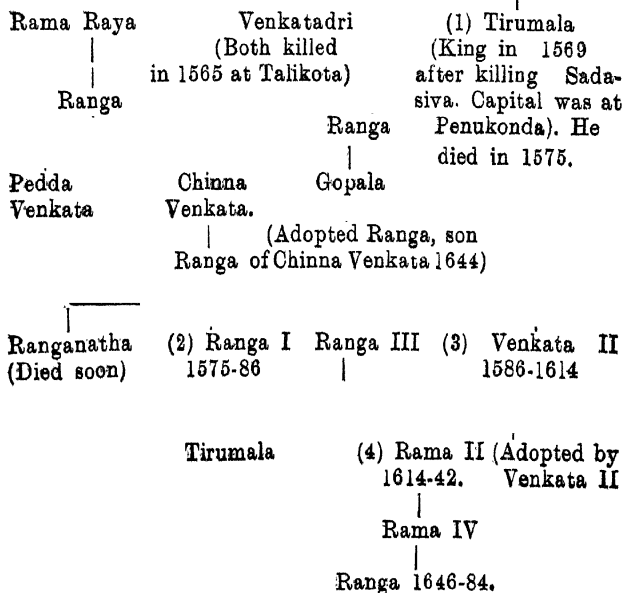 Rama Raya Venkatadri (1) Tirumala
(Both killed (King in 1569
in 1565 at Talikota) after killing Sada-
Ranga siva. Capital was at
Ranga Penukonda). He
died in 1575.
Pedda Chinna Gopala
Venkata Venkata.
(Adopted Ranga, son
Ranga of Chinna Venkata 1644)
Ranganatha (2) Ranga I Ranga III (3) Venkata II
(Died soon) 1575-86 1586-1614
Tirumala (4) Rama II (Adopted by
1614-42. Venkata II
Rama IV
Ranga 1646-84.